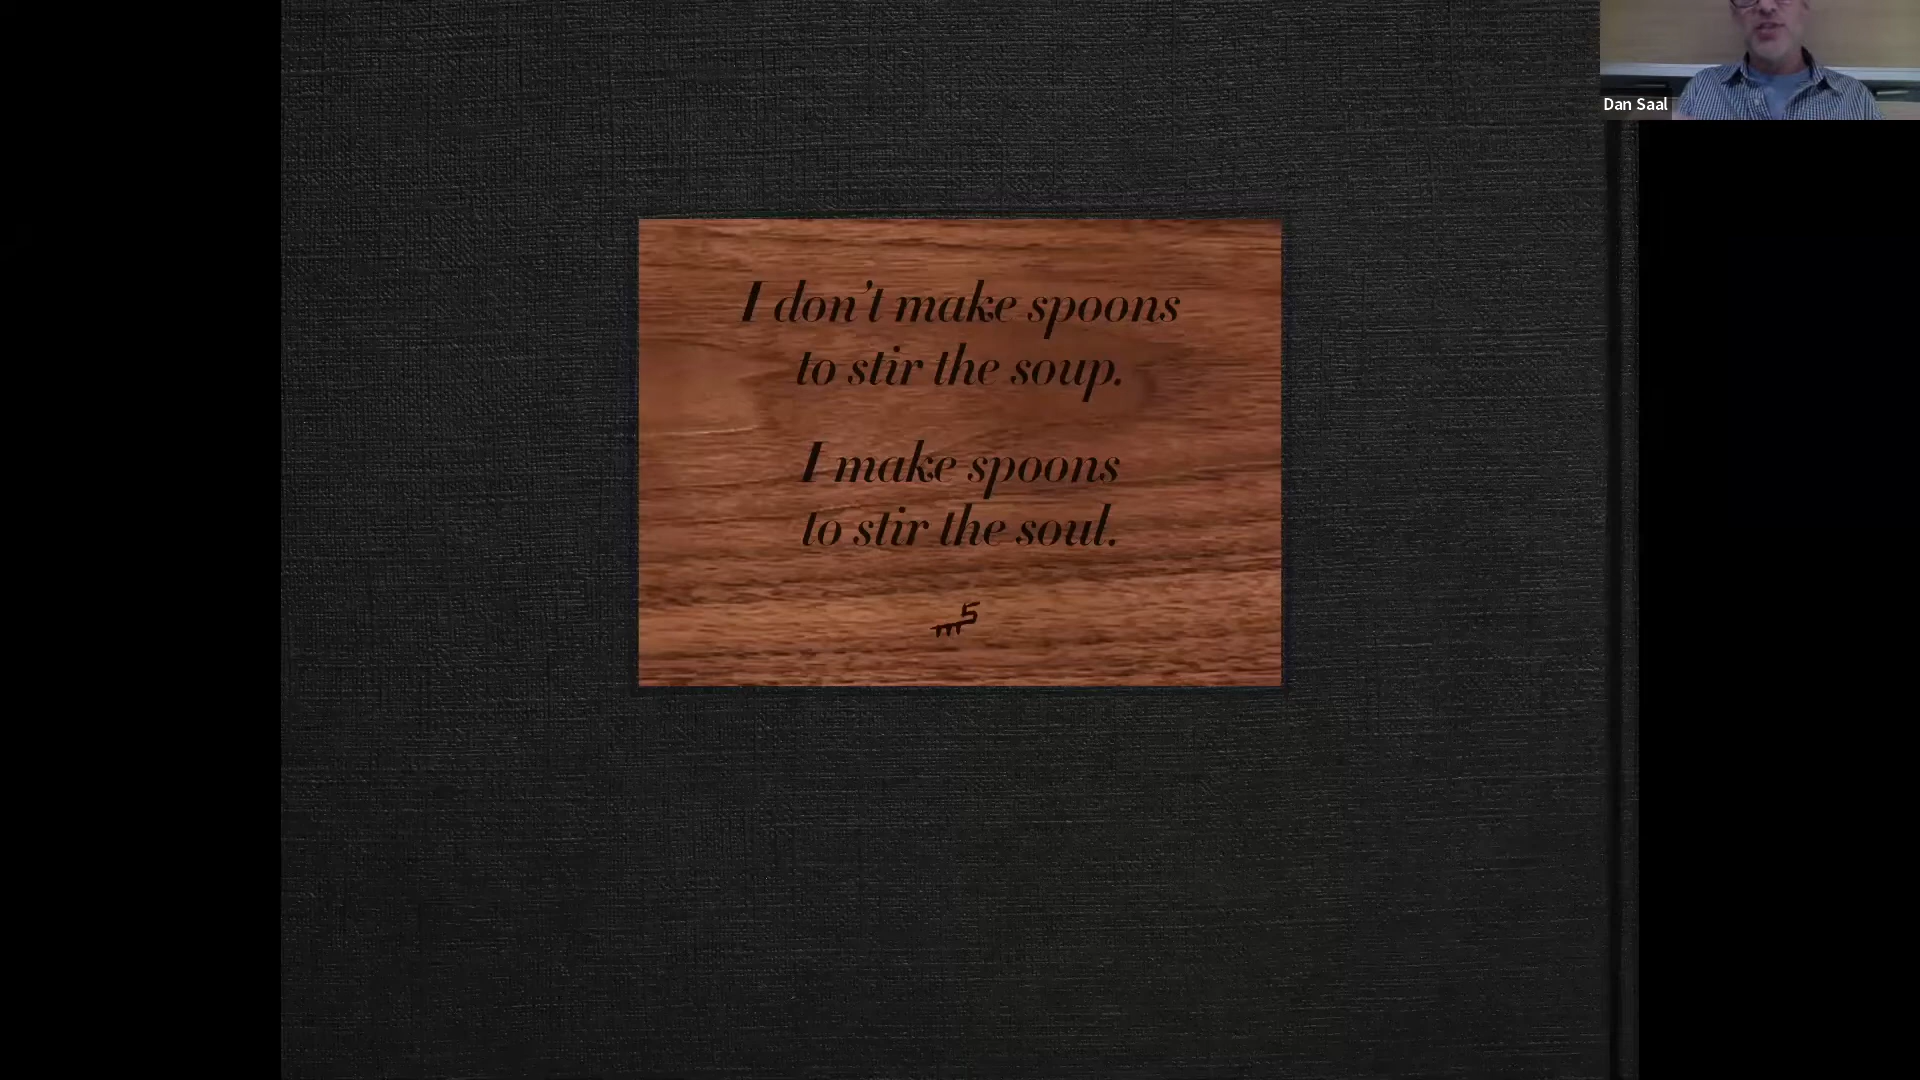 I don’t make spoons
to stir the soup.
I make spoons
to stir the soul.
Dan Saal